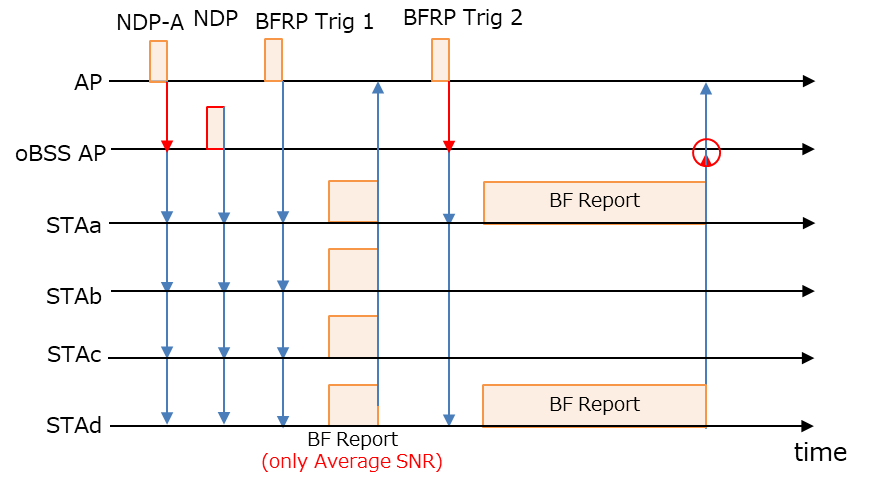 NDP-A NDP BFRP Trig 1 BFRP Trig 2
AP
oBSS AP
STAa BF Report
STAb
STAc
STAd BF Report
BF Report
(only Average SNR)
time